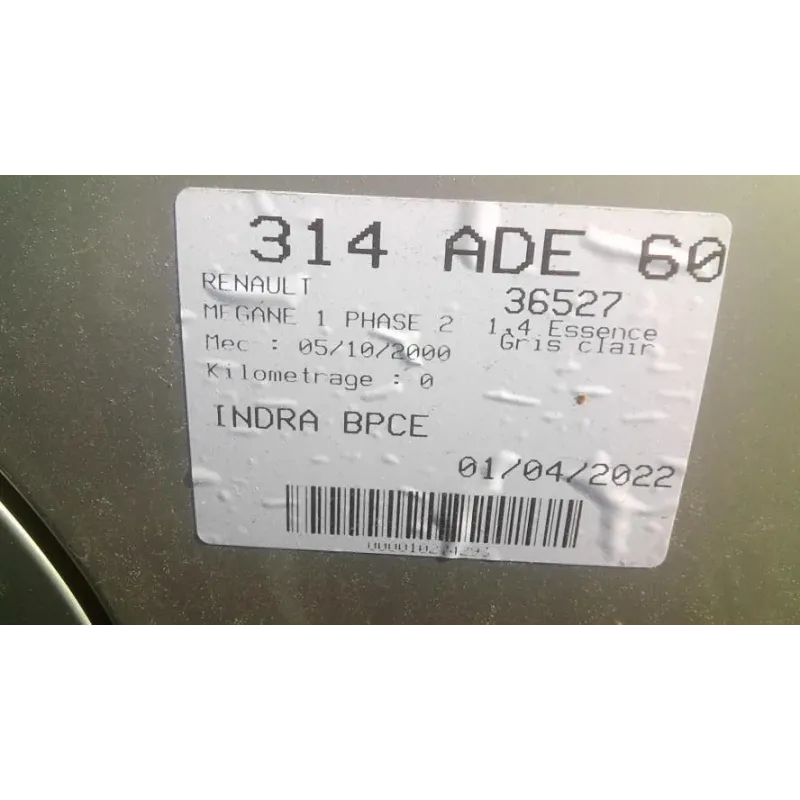 314 ADE 60
RENAULT
36527
MEGANE 1 PHASE 2
1.4 Essence
Mec : 05/10/2000
Gris clair
Kilometrage : 0
INDRA BPCE
01/04/2022